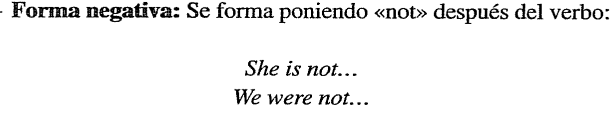 - Forma negativa: Se forma poniendo «not» después del verbo:
She is not...
We were not...